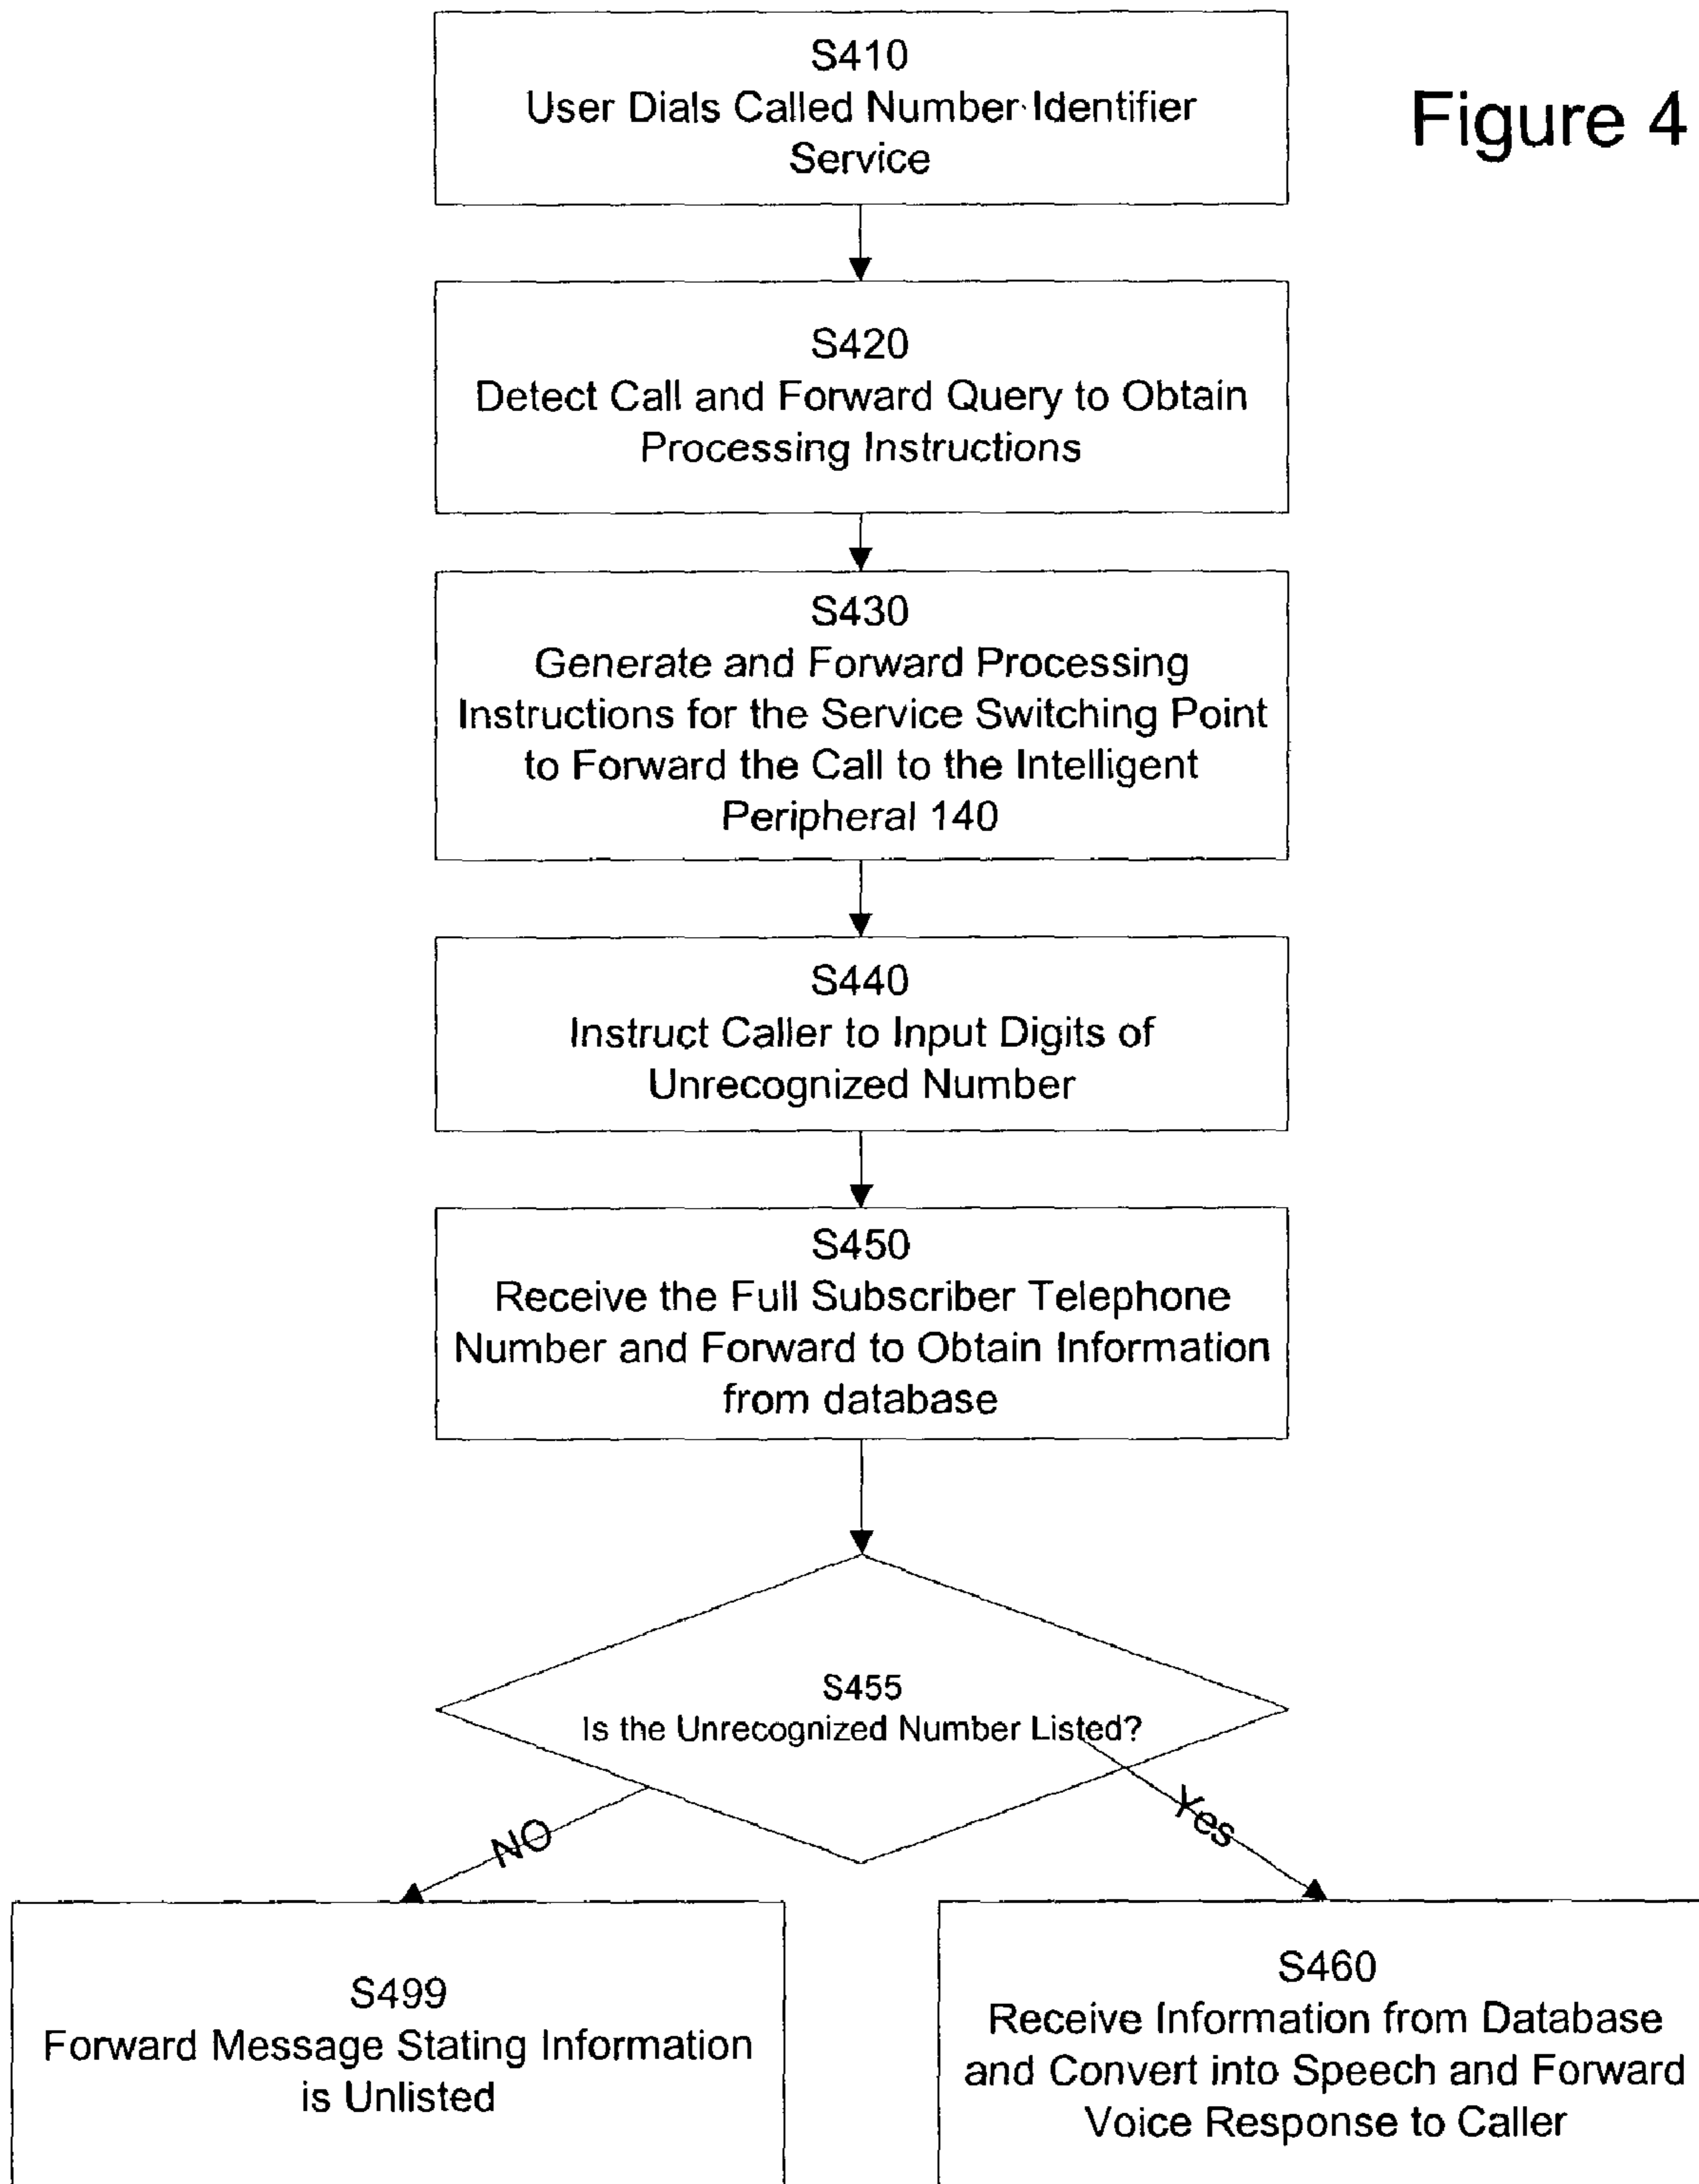 Figure 4
S410
User Dials Called Number Identifier
Service
S420
Detect Call and Forward Query to Obtain
Processing Instructions
S430
Generate and Forward Processing
Instructions for the Service Switching Point
to Forward the Call to the Intelligent
Peripheral 140
S440
Instruct Caller to Input Digits of
Unrecognized Number
S450
Receive the Full Subscriber Telephone
Number and Forward to Obtain Information
from database
S455
Is the Unrecognized Number Listed?
NO
Yes
S499
Forward Message Stating Information
is Unlisted
S460
Receive Information from Database
and Convert into Speech and Forward
Voice Response to Caller